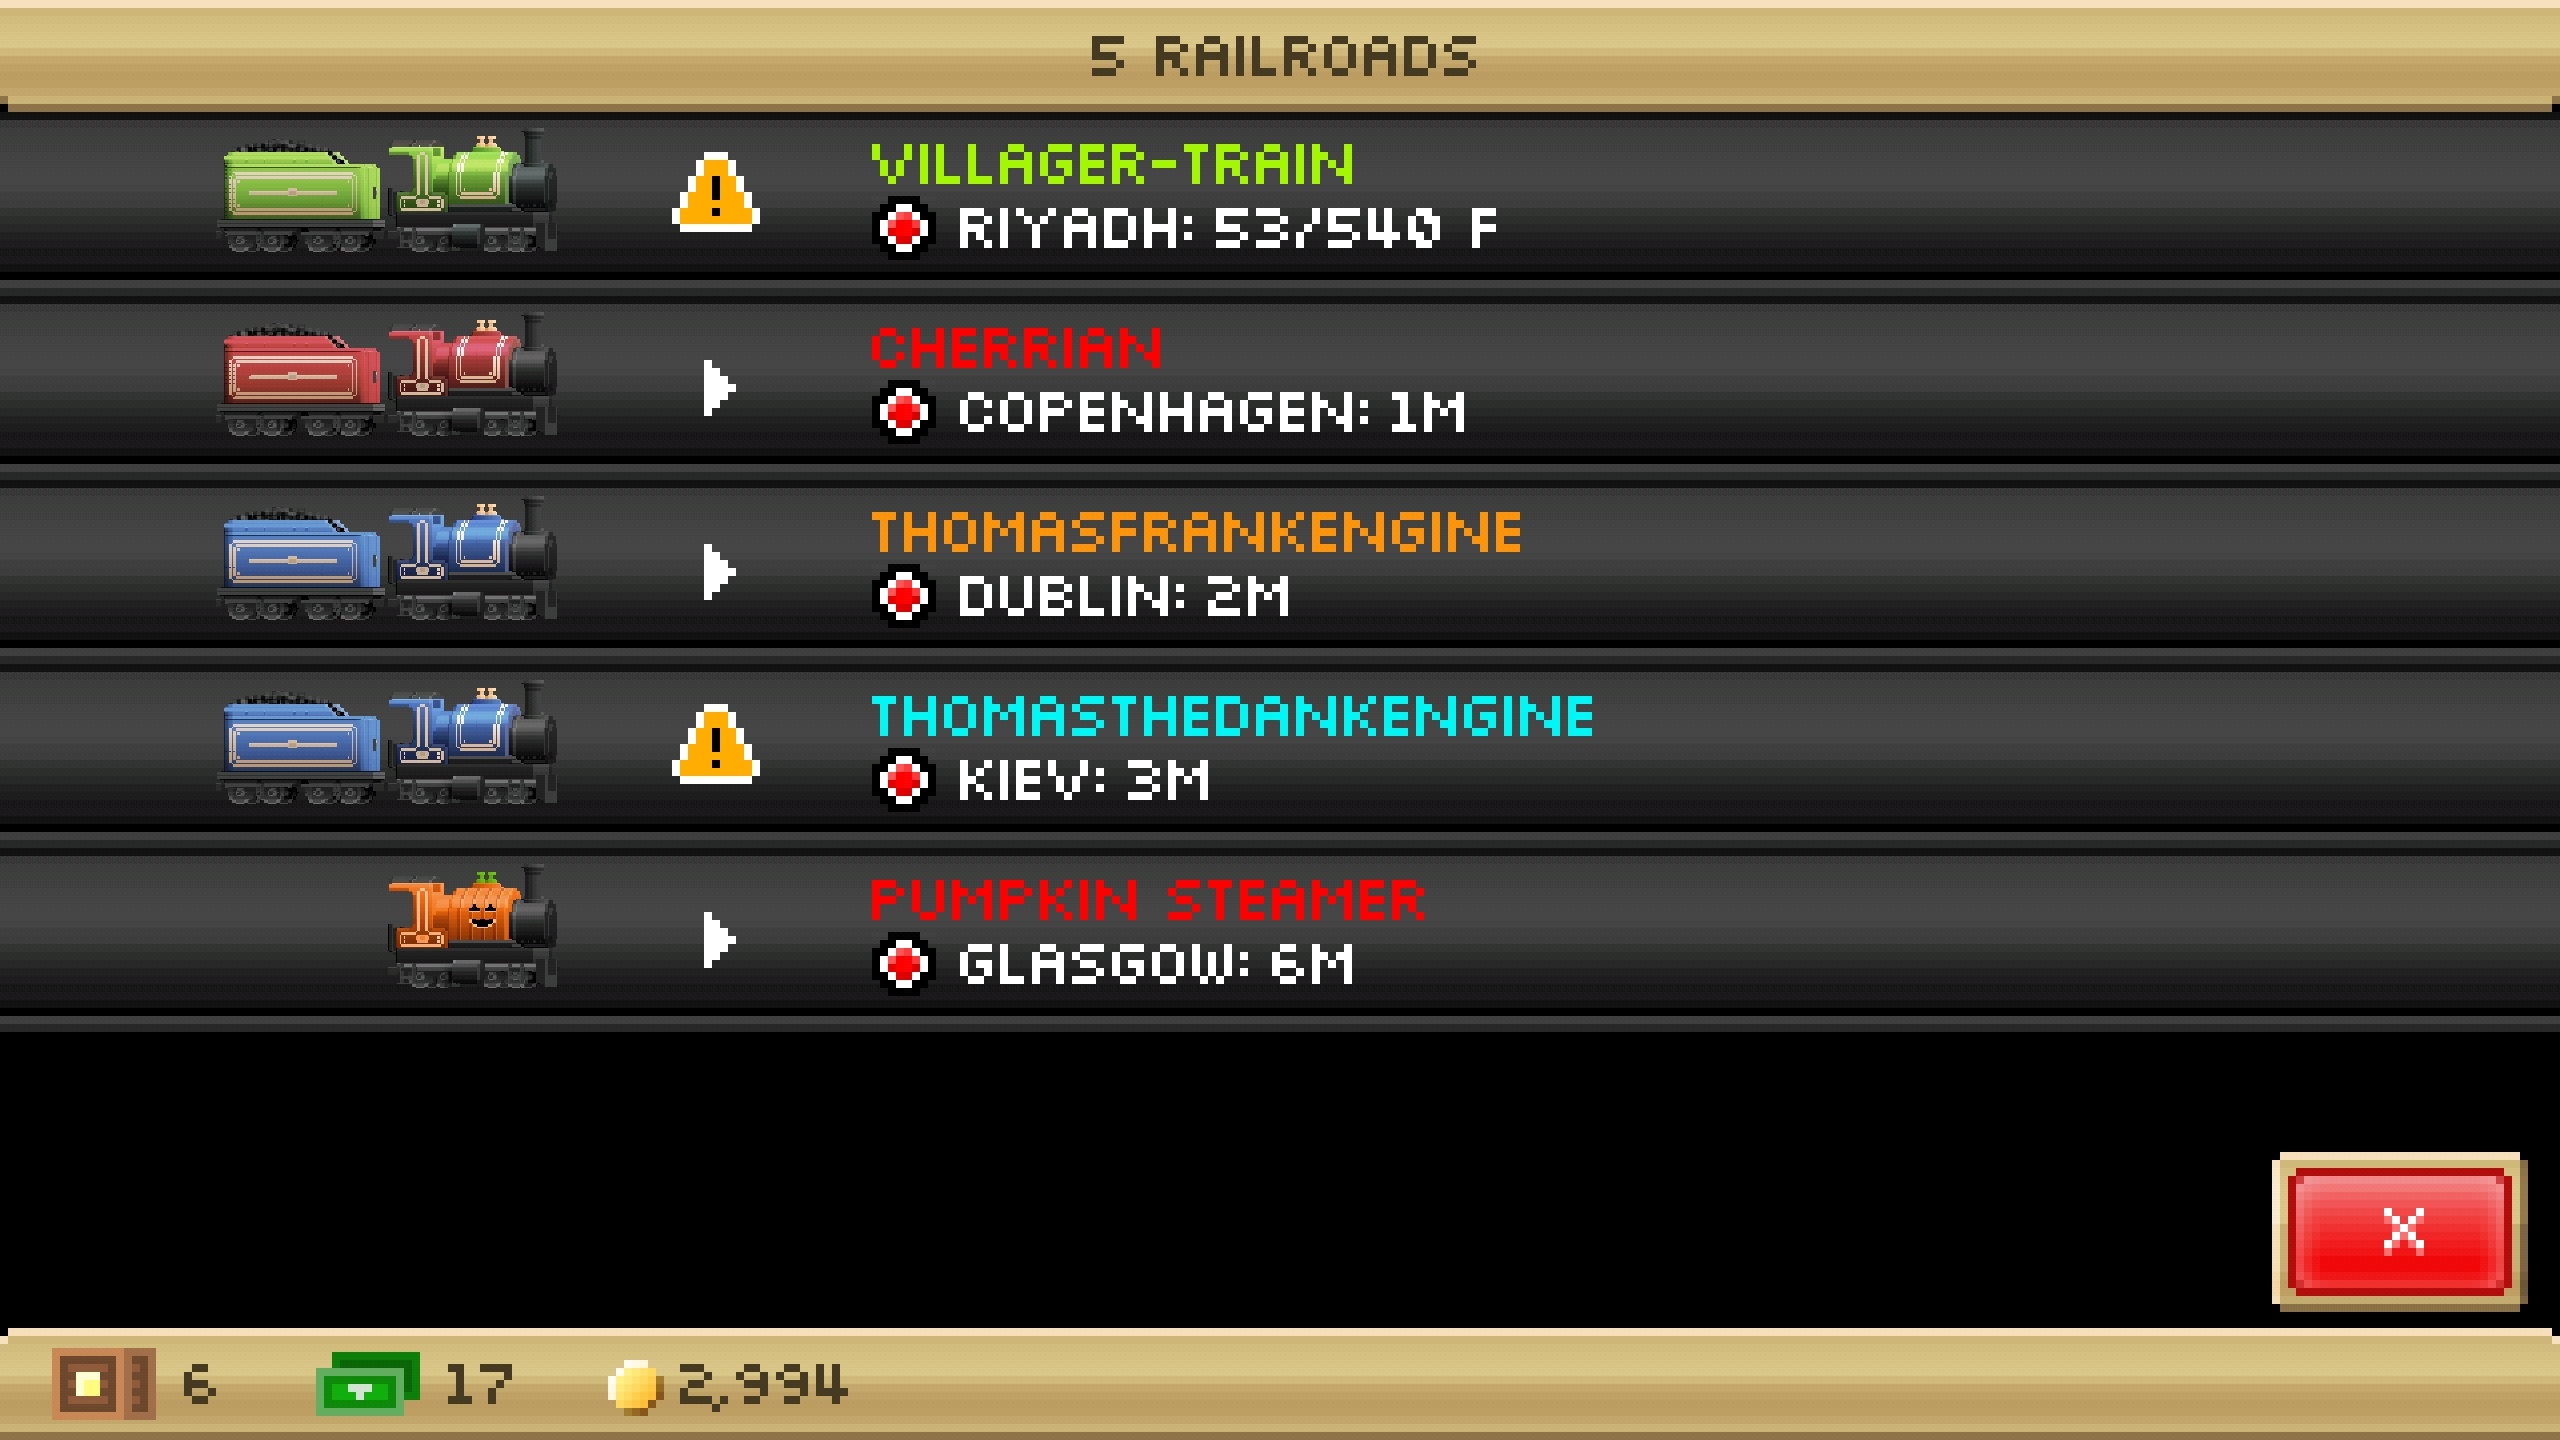 5 RAILROADS
VILLAGER-TRAIN
RIYADH: 53/540 F
CHERRIAN
COPENHAGEN: 1M
THOMASFRANKENGINE
DUBLIN: 2M
THOMASTHEDANKENGINE
KIEV: 3M
PUMPKIN STEAMER
GLASGOW: 6M
X
6 17 2,994